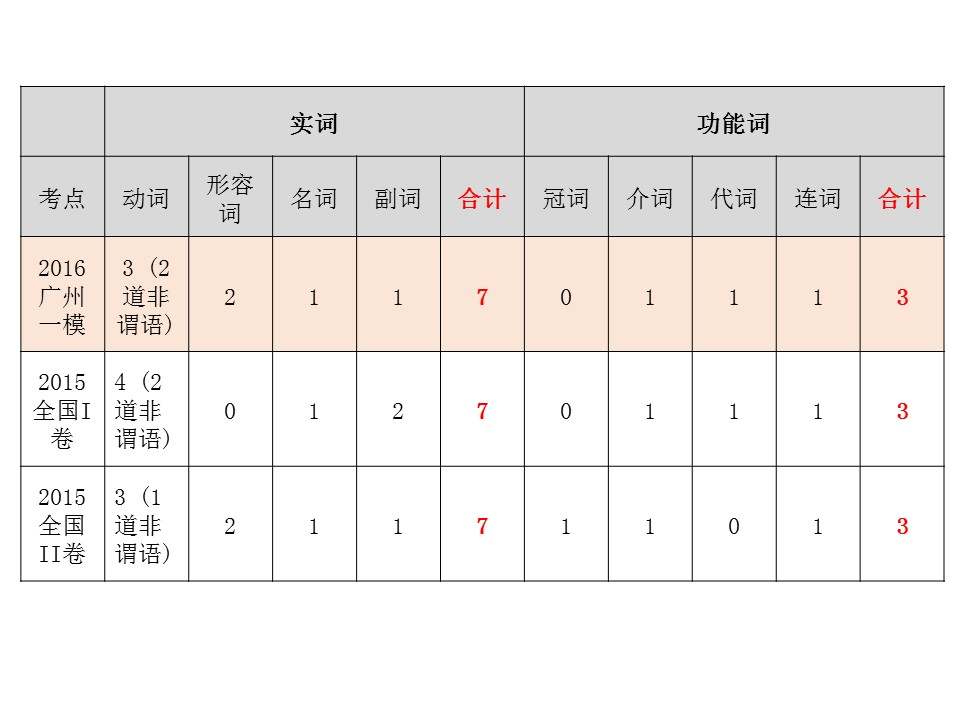 实词 功能词
考点 动词 形容词 名词 副词 合计 冠词 介词 代词 连词 合计
2016广州一模 3 (2道非谓语) 2 1 1 7 0 1 1 1 3
2015全国I卷 4 (2道非谓语) 0 1 2 7 0 1 1 1 3
2015全国II卷 3 (1道非谓语) 2 1 1 7 1 1 0 1 3